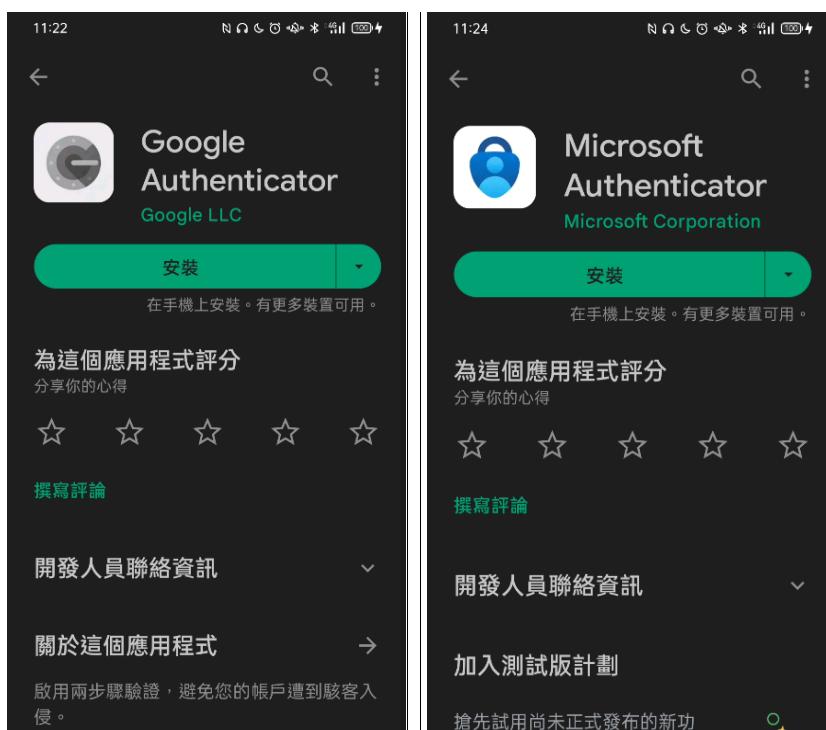 11:22
4G
100
Google
Authenticator
Google LLC
安裝
在手機上安裝。有更多裝置可用。
為這個應用程式評分
分享你的心得
撰寫評論
開發人員聯絡資訊
關於這個應用程式
啟用兩步驟驗證，避免您的帳戶遭到駭客入
侵。
11:24
4G
100
Microsoft
Authenticator
Microsoft Corporation
安裝
在手機上安裝。有更多裝置可用。
為這個應用程式評分
分享你的心得
撰寫評論
開發人員聯絡資訊
加入測試版計劃
搶先試用尚未正式發布的新功